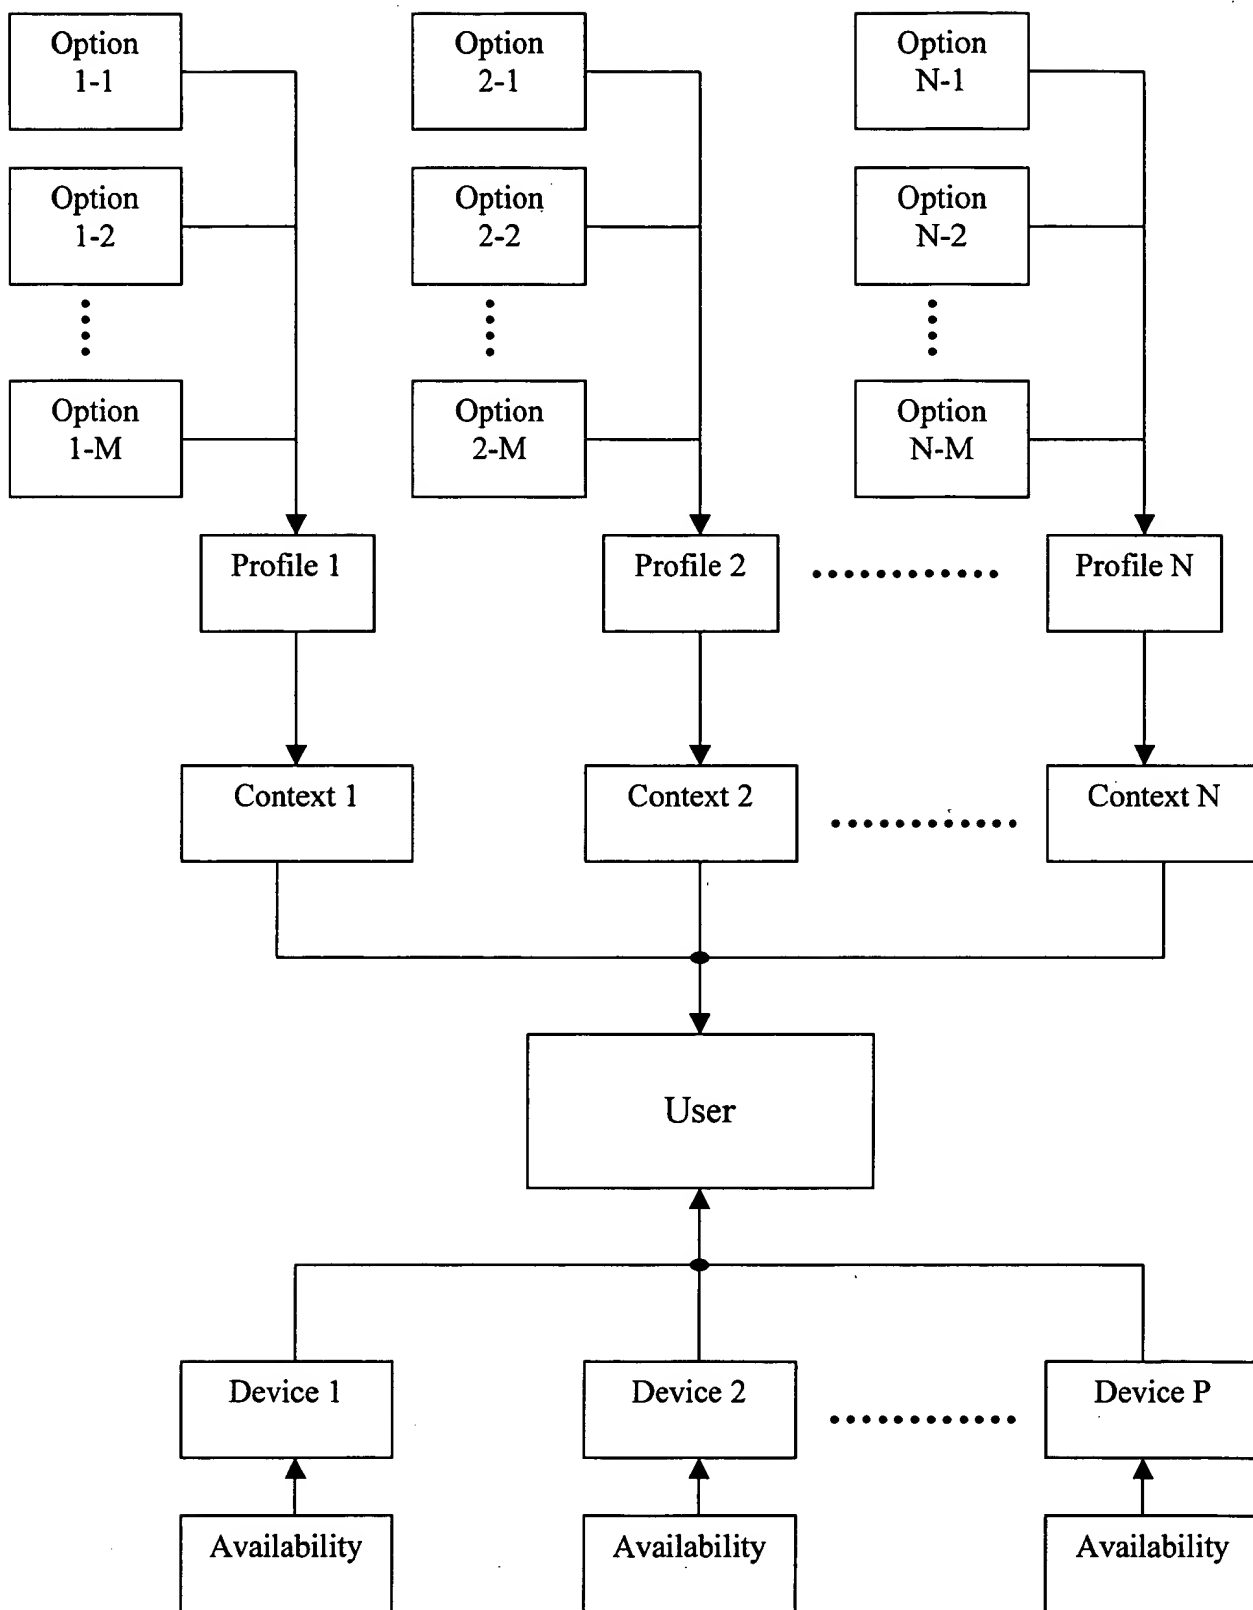 Option
1-1
Option
2-1
Option
N-1
Option
1-2
Option
2-2
Option
N-2
Option
1-M
Option
2-M
Option
N-M
Profile 1
Profile 2
Profile N
Context 1
Context 2
Context N
User
Device 1
Device 2
Device P
Availability
Availability
Availability